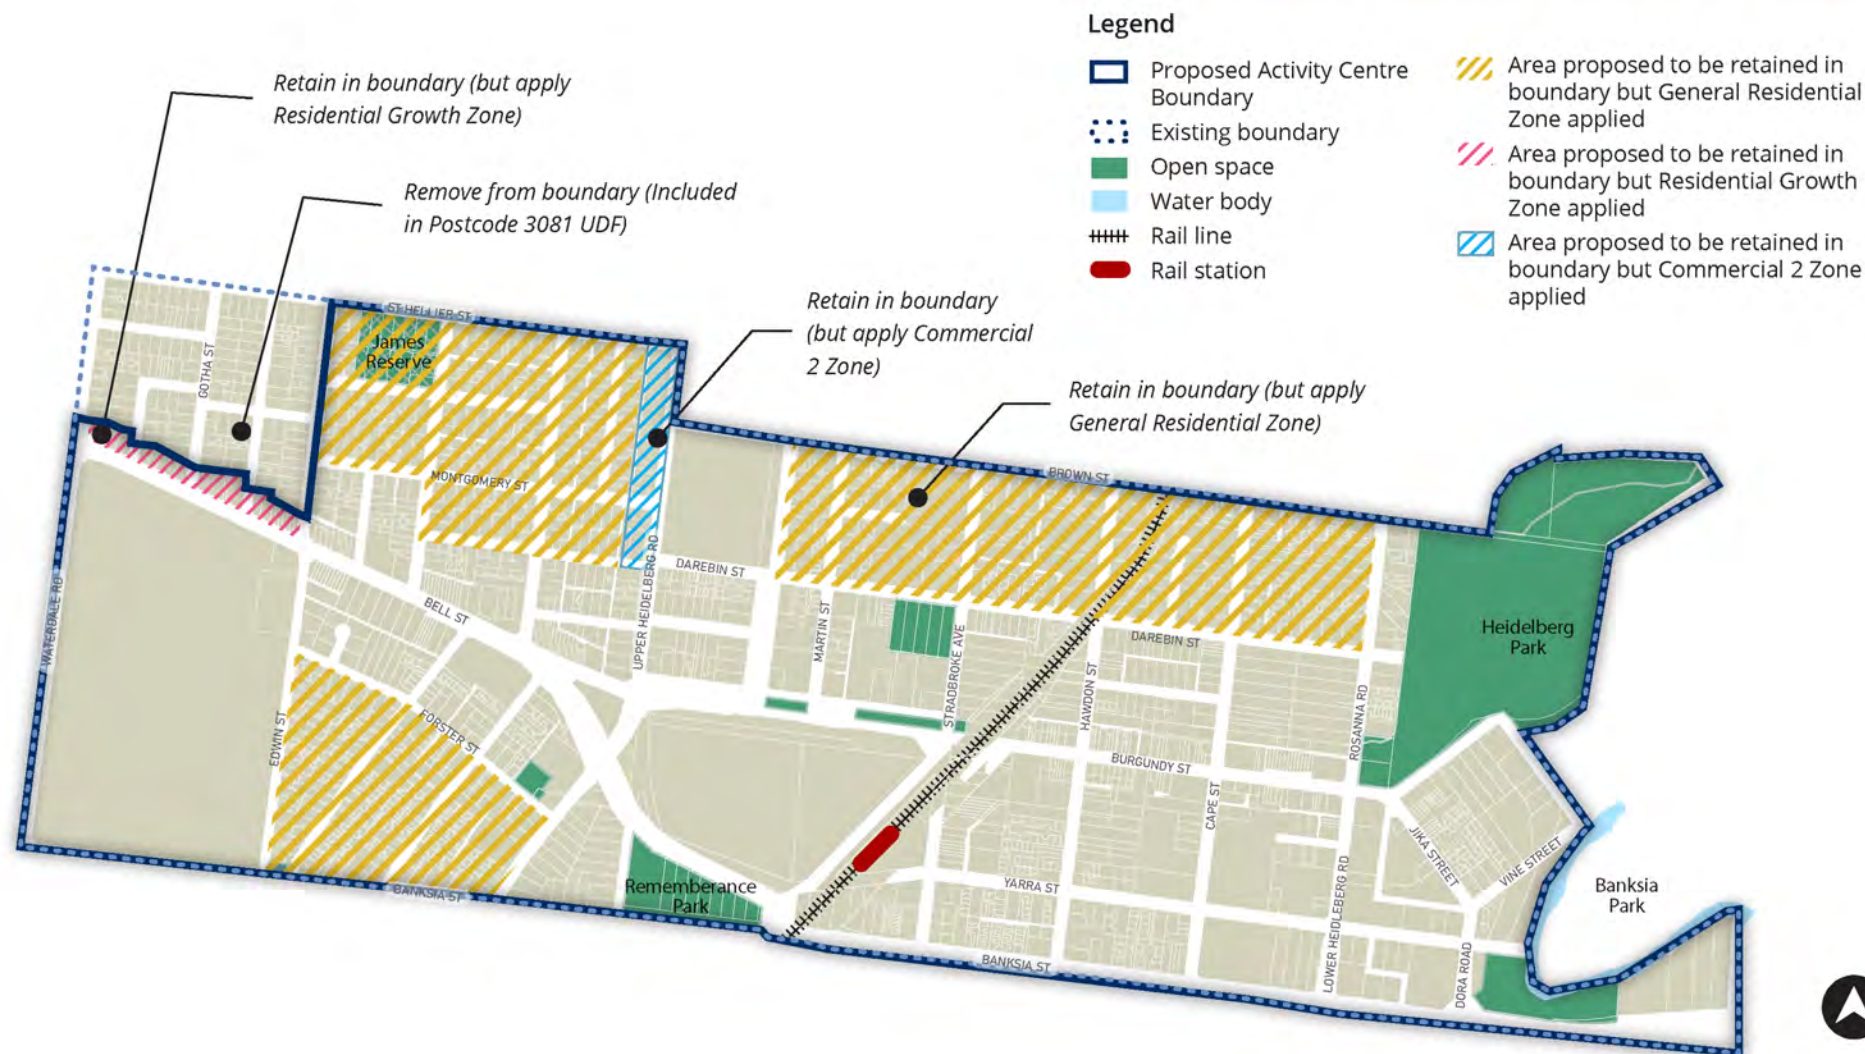 Legend
Proposed Activity Centre
Boundary
Existing boundary
Open space
Water body
Rail line
Rail station
Area proposed to be retained in
boundary but General Residential
Zone applied
Area proposed to be retained in
boundary but Residential Growth
Zone applied
Area proposed to be retained in
boundary but Commercial 2 Zone
applied
Retain in boundary (but apply
Residential Growth Zone)
Remove from boundary (Included
in Postcode 3081 UDF)
Retain in boundary
(but apply Commercial
2 Zone)
Retain in boundary (but apply
General Residential Zone)
ST HELLIER ST
James
Reserve
GOTHA ST
MONTGOMERY ST
BROWN ST
UPPER HEIDELBERG RD
DAREBIN ST
WATERDALE RD
BELL ST
MARTIN ST
STRADBROKE AVE
DAREBIN ST
HAWDON ST
Heidelberg
Park
ROSANNA RD
EDWIN ST
FORSTER ST
BURGUNDY ST
CAPE ST
JIKA STREET
VINE STREET
LOWER HEIDLEBERG RD
Rememberance
Park
YARRA ST
Banksia
Park
BANKSIA ST
BANKSIA ST
DORA ROAD